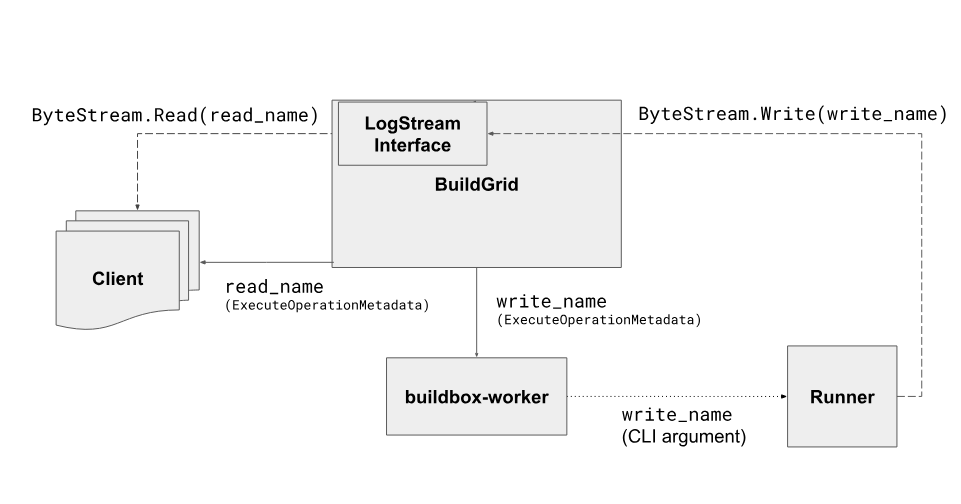 ByteStream.Read(read_name)
LogStream
Interface
ByteStream.Write(write_name)
BuildGrid
Client
read_name
(ExecuteOperationMetadata)
write_name
(ExecuteOperationMetadata)
buildbox-worker
write_name
(CLI argument)
Runner